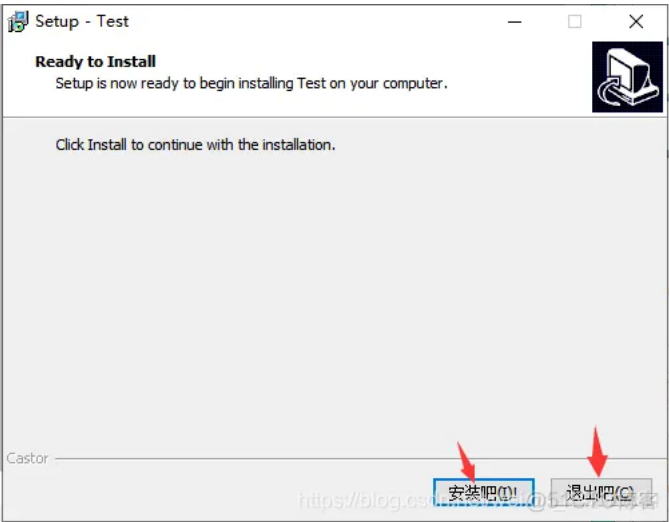 Setup - Test
Ready to Install
Setup is now ready to begin installing Test on your computer.
Click Install to continue with the installation.
Castor
安装吧(I)! 退出吧(C)